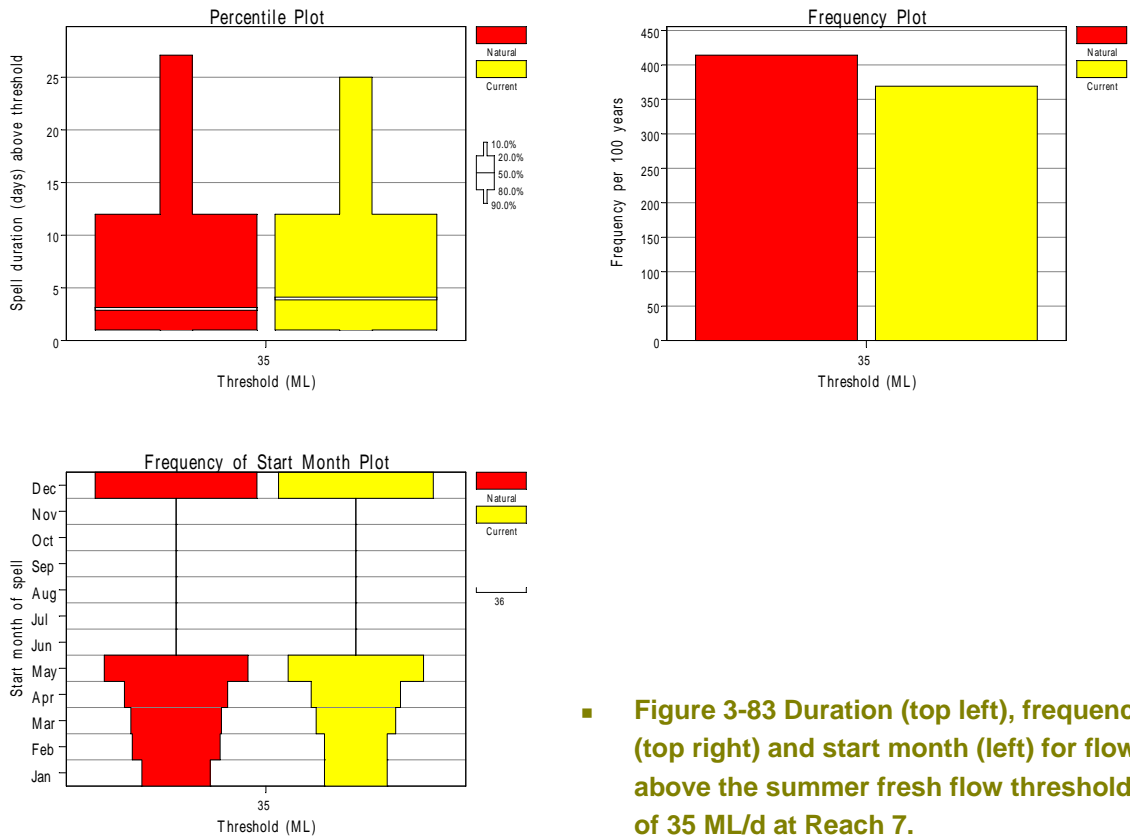 Percentile Plot
Spell duration (days) above threshold
25
20
15
10
5
0
35
Threshold (ML)
Natural
Current
10.0%
20.0%
50.0%
80.0%
90.0%
Frequency Plot
Frequency per 100 years
450
400
350
300
250
200
150
100
50
0
35
Threshold (ML)
Natural
Current
Frequency of Start Month Plot
Start month of spell
Dec
Nov
Oct
Sep
Aug
Jul
Jun
May
Apr
Mar
Feb
Jan
35
Threshold (ML)
Natural
Current
36
▪ Figure 3-83 Duration (top left), frequenc
(top right) and start month (left) for flow
above the summer fresh flow threshold
of 35 ML/d at Reach 7.